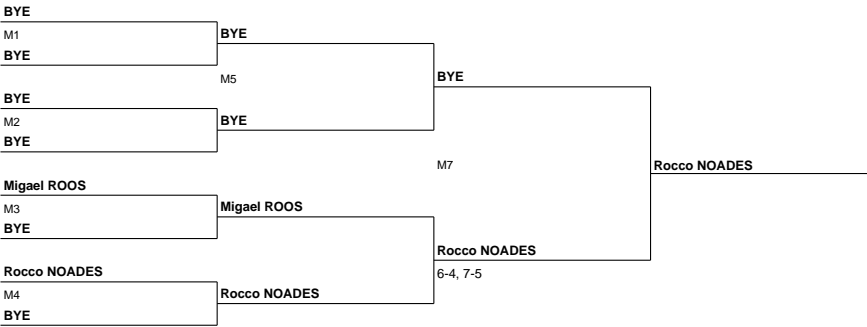 BYE
M1
BYE
BYE
M5
BYE
M2
BYE
BYE
BYE
M7
Rocco NOADES
Migael ROOS
M3
BYE
Migael ROOS
Rocco NOADES
6-4, 7-5
Rocco NOADES
M4
BYE
Rocco NOADES